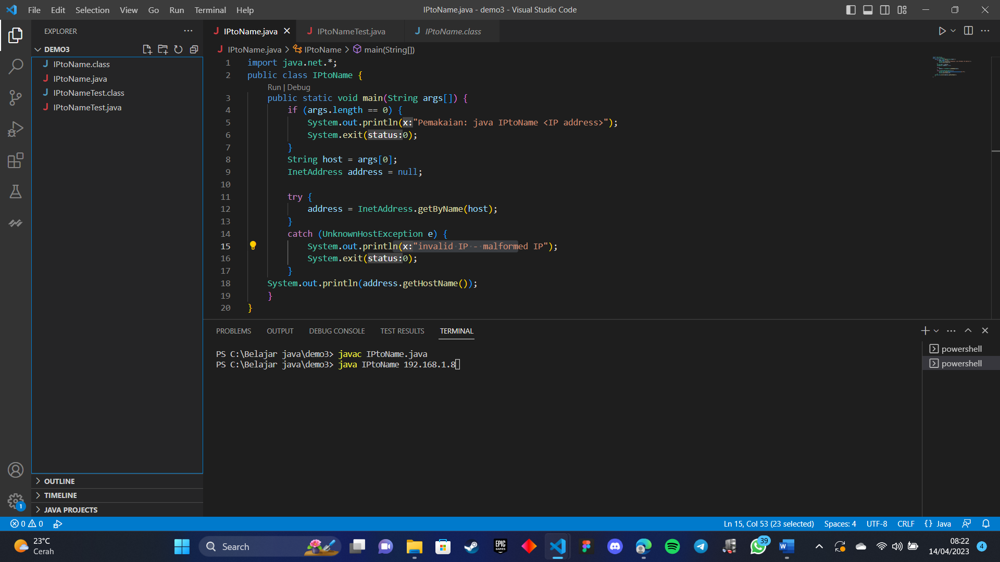 File Edit Selection View Go Run Terminal Help
IPtoName.java - demo3 - Visual Studio Code
EXPLORER
DEMO3
IPtoName.class
IPtoName.java
IPtoNameTest.class
IPtoNameTest.java
OUTLINE
TIMELINE
JAVA PROJECTS
IPtoName.java IPtoNameTest.java IPtoName.class
IPtoName.java > IPtoName > main(String[])
1 import java.net.*;
2 public class IPtoName {
Run | Debug
3 public static void main(String args[]) {
4 if (args.length == 0) {
5 System.out.println(x:"Pemakaian: java IPtoName <IP address>");
6 System.exit(status:0);
7 }
8 String host = args[0];
9 InetAddress address = null;
10
11 try {
12 address = InetAddress.getByName(host);
13 }
14 catch (UnknownHostException e) {
15 System.out.println(x:"invalid IP - malformed IP");
16 System.exit(status:0);
17 }
18 System.out.println(address.getHostName());
19 }
20 }
PROBLEMS OUTPUT DEBUG CONSOLE TEST RESULTS TERMINAL
PS C:\Belajar java\demo3> javac IPtoName.java
PS C:\Belajar java\demo3> java IPtoName 192.168.1.8
powershell
powershell
1
0 0
Ln 15, Col 53 (23 selected) Spaces: 4 UTF-8 CRLF {} Java
23°C
Cerah
Search
EPIC
GAMES
39
08:22
14/04/2023
4